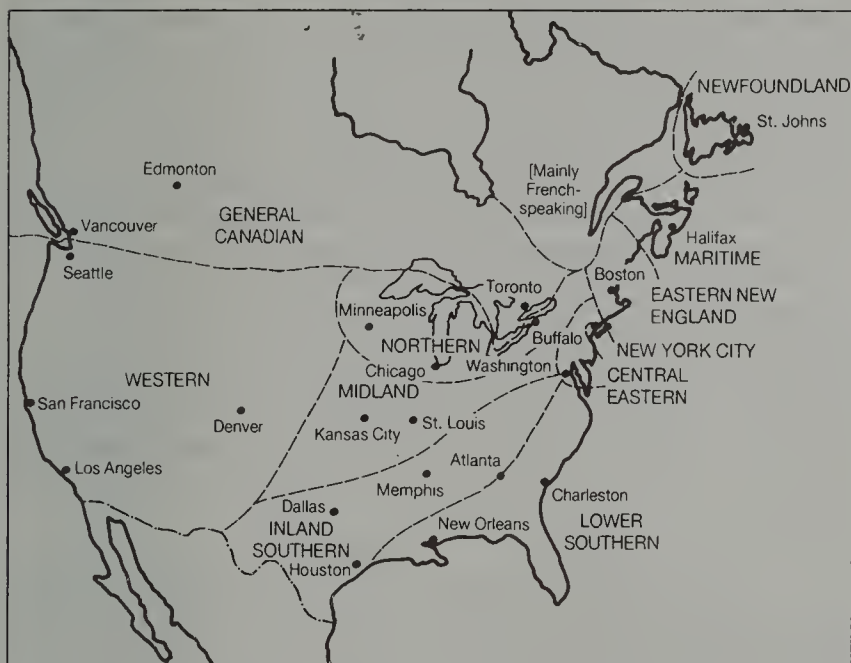 NEWFOUNDLAND
St. Johns
Edmonton
[Mainly
French-
speaking]
GENERAL
CANADIAN
Vancouver
Seattle
Halifax
MARITIME
Toronto
Boston
EASTERN NEW
ENGLAND
Minneapolis
NORTHERN
Buffalo
NEW YORK CITY
Chicago
Washington
CENTRAL
EASTERN
WESTERN
MIDLAND
San Francisco
Denver
Kansas City
St. Louis
Los Angeles
Memphis
Atlanta
Charleston
Dallas
INLAND
SOUTHERN
New Orleans
LOWER
SOUTHERN
Houston